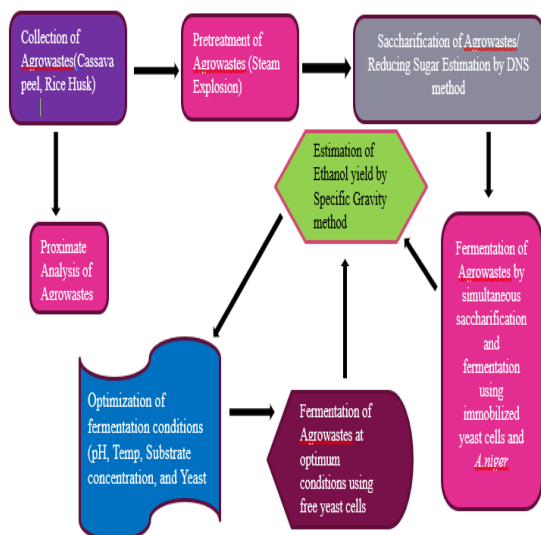 Collection of
Agrowastes(Cassava
peel, Rice Husk)
Pretreatment of
Agrowastes (Steam
Explosion)
Saccharification of Agrowastes/
Reducing Sugar Estimation by DNS
method
Estimation of
Ethanol yield by
Specific Gravity
method
Proximate
Analysis of
Agrowastes
Fermentation of
Agrowastes by
simultaneous
saccharification
and
fermentation
using
immobilized
yeast cells and
A.niger
Optimization of
fermentation conditions
(pH, Temp, Substrate
concentration, and Yeast
Fermentation of
Agrowastes at
optimum
conditions using
free yeast cells